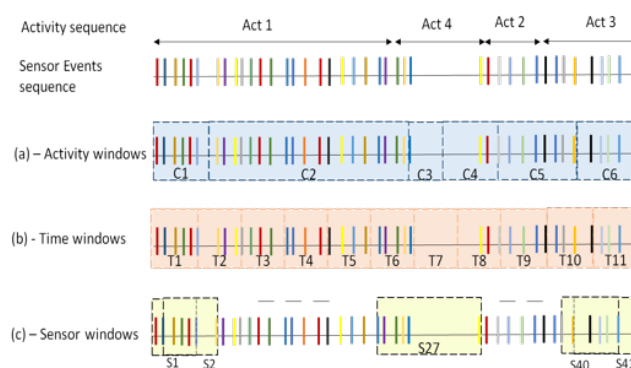 Activity sequence Act 1 Act 4 Act 2 Act 3
Sensor Events
sequence
(a) – Activity windows
C1 C2 C3 C4 C5 C6
(b) - Time windows
T1 T2 T3 T4 T5 T6 T7 T8 T9 T10 T11
(c) – Sensor windows
S1 S2 S27 S40